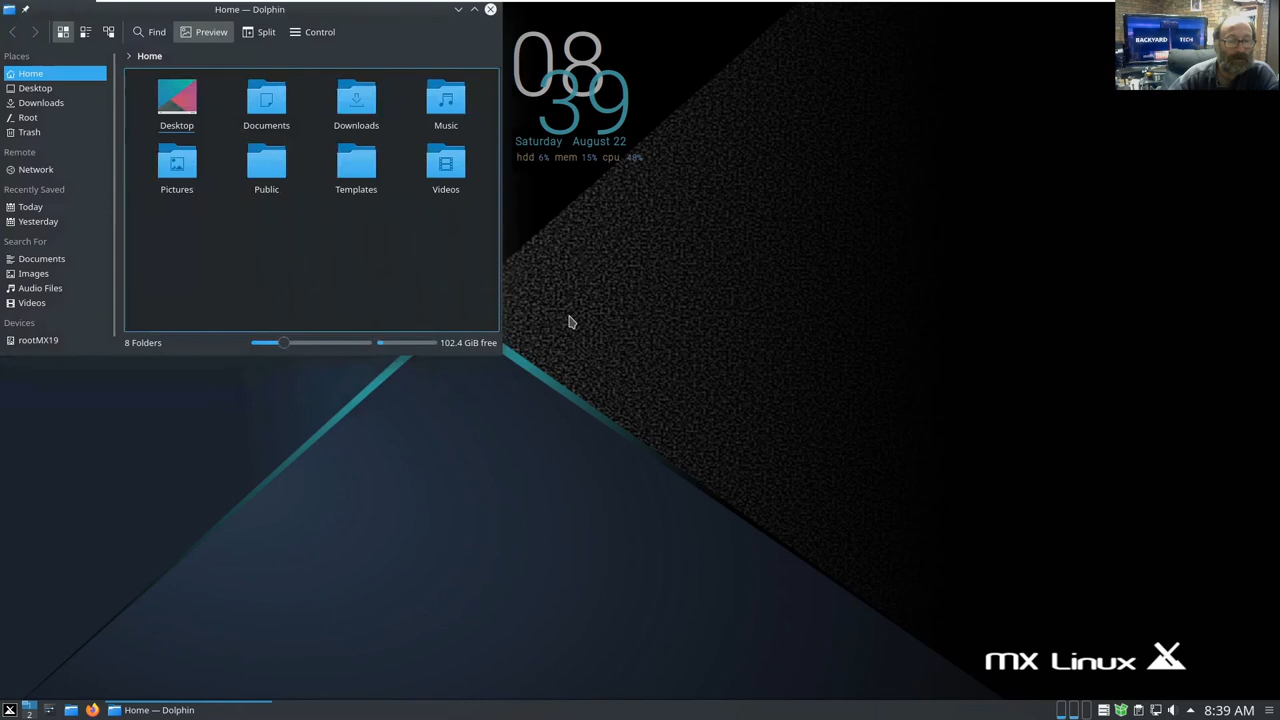 Home — Dolphin
Find
Preview
Split
Control
Places
Home
Home
Desktop
Downloads
Root
Trash
Remote
Network
Recently Saved
Today
Yesterday
Search For
Documents
Images
Audio Files
Videos
Devices
rootMX19
Desktop
Documents
Downloads
Music
Pictures
Public
Templates
Videos
8 Folders
102.4 GiB free
08
39
Saturday August 22
hdd 6% mem 15% cpu 48%
BACKYARD TECH
MX Linux
2
Home — Dolphin
8:39 AM